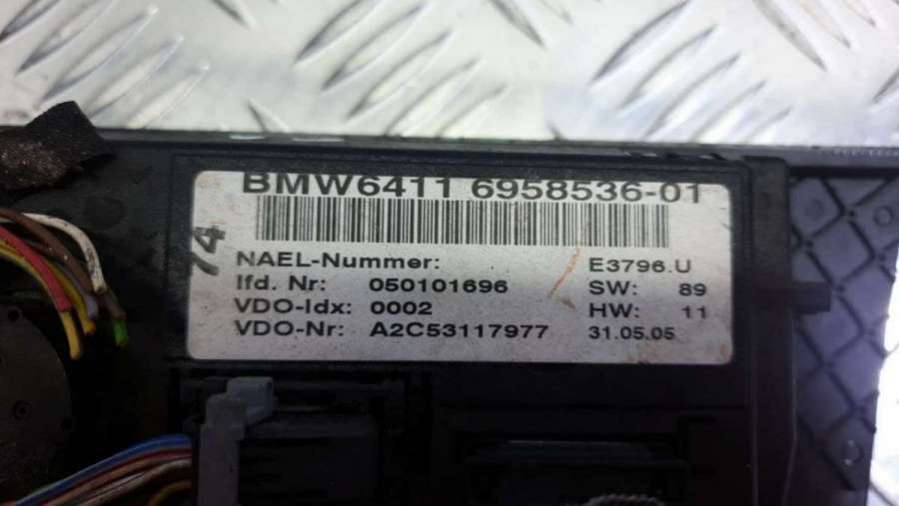 BMW6411 6958536-01
74
NAEL-Nummer: E3796.U
lfd. Nr: 050101696 SW: 89
VDO-Idx: 0002 HW: 11
VDO-Nr: A2C53117977 31.05.05